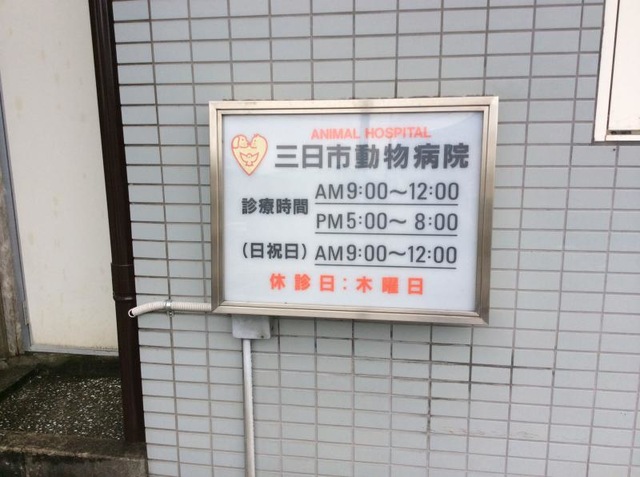 ANIMAL HOSPITAL
三日市動物病院
診療時間 AM9:00〜12:00
PM5:00〜 8:00
(日祝日) AM9:00〜12:00
休診日:木曜日